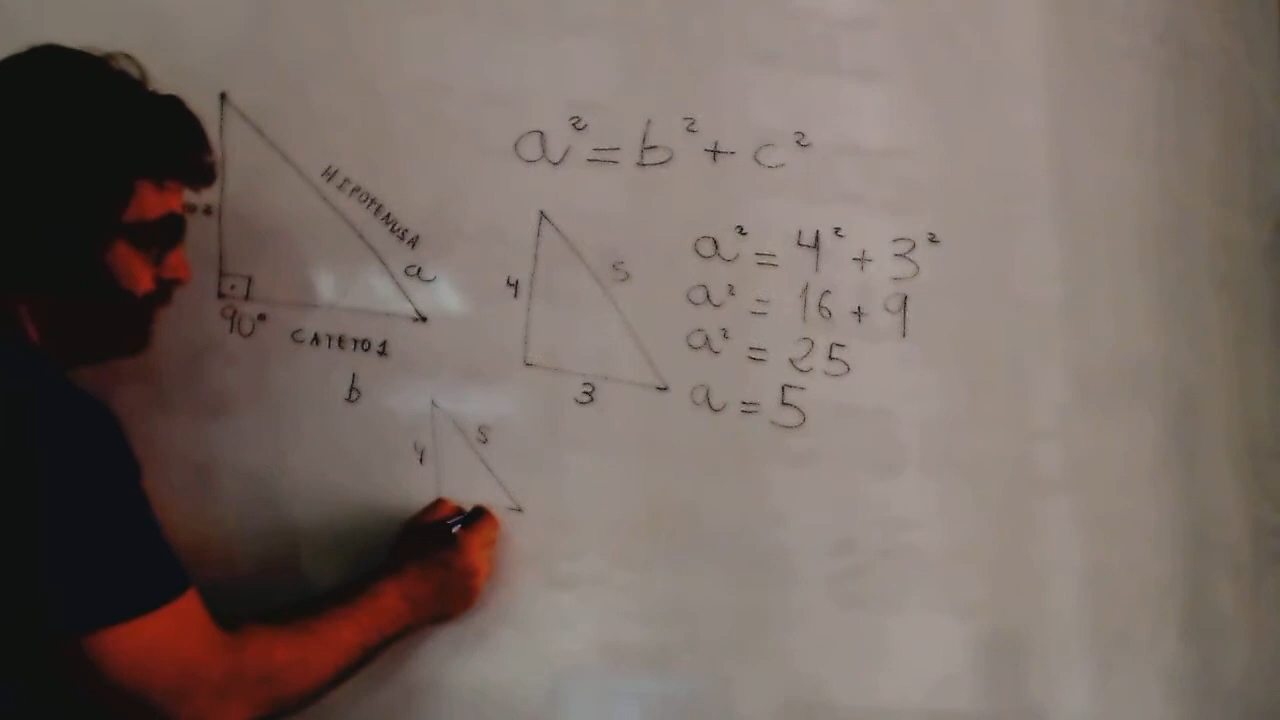 a² = b² + c²
HIPOTENUSA
a
90°
CATETO 1
b
4
5
3
a² = 4² + 3²
a² = 16 + 9
a² = 25
a = 5
4
5